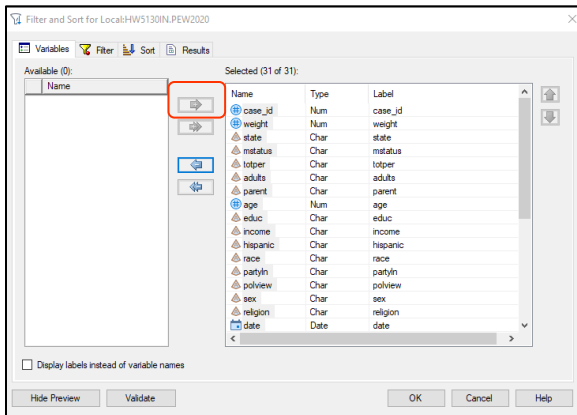 Filter and Sort for Local:HW5130IN.PEW2020
Variables Filter Sort Results
Available (0):
Name
Selected (31 of 31):
Name Type Label
case_id Num case_id
weight Num weight
state Char state
mstatus Char mstatus
totper Char totper
adults Char adults
parent Char parent
age Num age
educ Char educ
income Char income
hispanic Char hispanic
race Char race
partyln Char partyln
polview Char polview
sex Char sex
religion Char religion
date Date date
Display labels instead of variable names
Hide Preview Validate OK Cancel Help